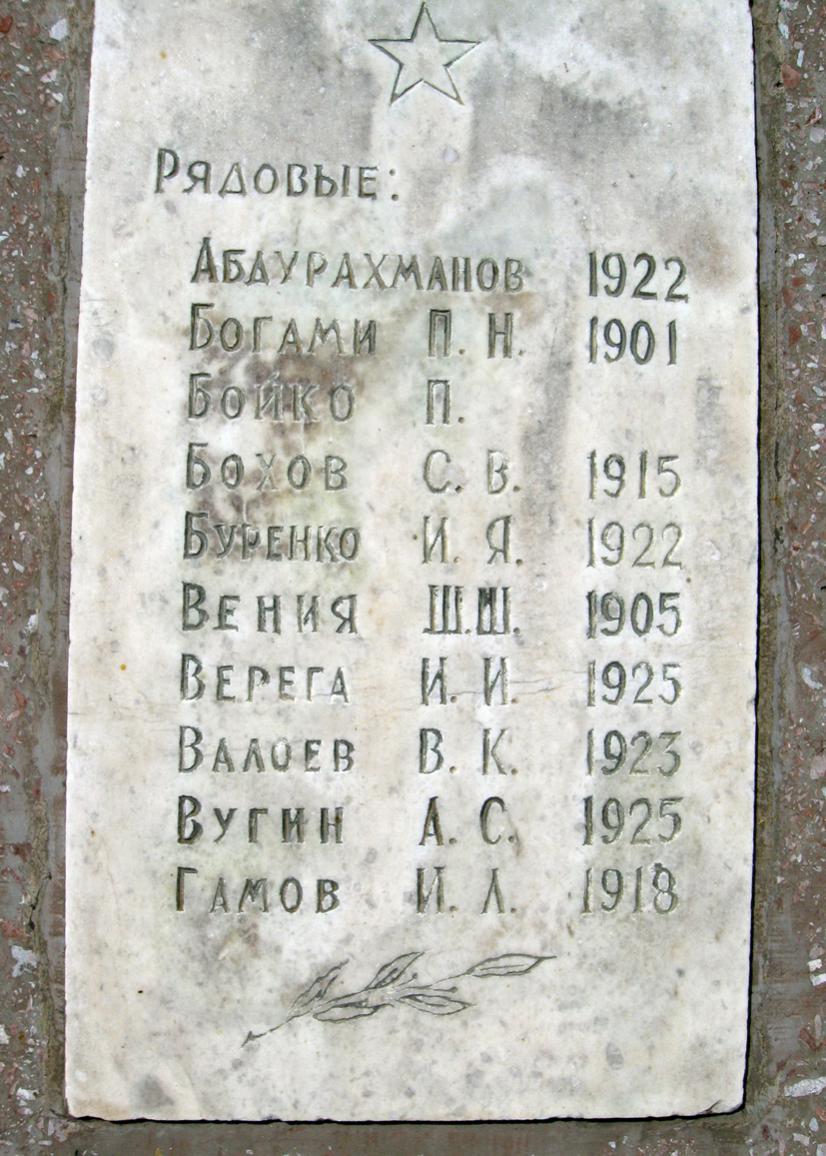 Рядовые:
Абдурахманов 1922
Богами П. Н. 1901
Бойко П.
Бохов С. В. 1915
Буренко И. Я. 1922
Вения Ш. Ш. 1905
Верега И. И. 1925
Валоев В. К. 1923
Вугин А. С. 1925
Гамов И. Л. 1918